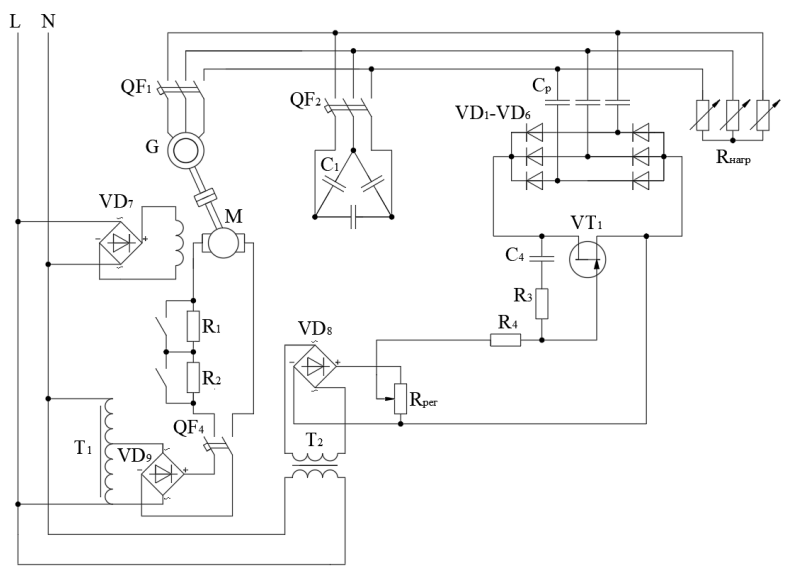 L N
QF₁
QF₂
Cр
VD₁-VD₆
Rнагр
G
C₁
VD₇
M
VT₁
C₄
R₃
R₄
R₁
VD₈
R₂
Rрег
QF₄
T₁
VD₉
T₂